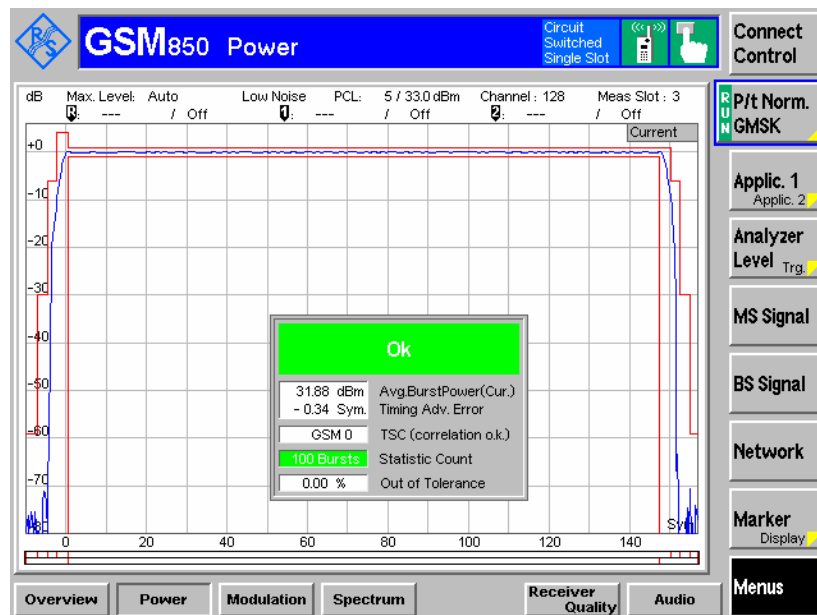 R&S
GSM850 Power
Circuit
Switched
Single Slot
Connect
Control
dB Max. Level: Auto Low Noise PCL: 5 / 33.0 dBm Channel : 128 Meas Slot : 3
R: --- / Off 1: --- / Off 2: --- / Off
Current
RUN
P/t Norm.
GMSK
Applic. 1
Applic. 2
Analyzer
Level Trg.
MS Signal
BS Signal
Network
Marker
Display
Menus
+0
-10
-20
-30
-40
-50
-60
-70
-80
Ok
31.88 dBm Avg.BurstPower(Cur.)
- 0.34 Sym. Timing Adv. Error
GSM 0 TSC (correlation o.k.)
100 Bursts Statistic Count
0.00 % Out of Tolerance
0 20 40 60 80 100 120 140
Overview Power Modulation Spectrum Receiver Quality Audio